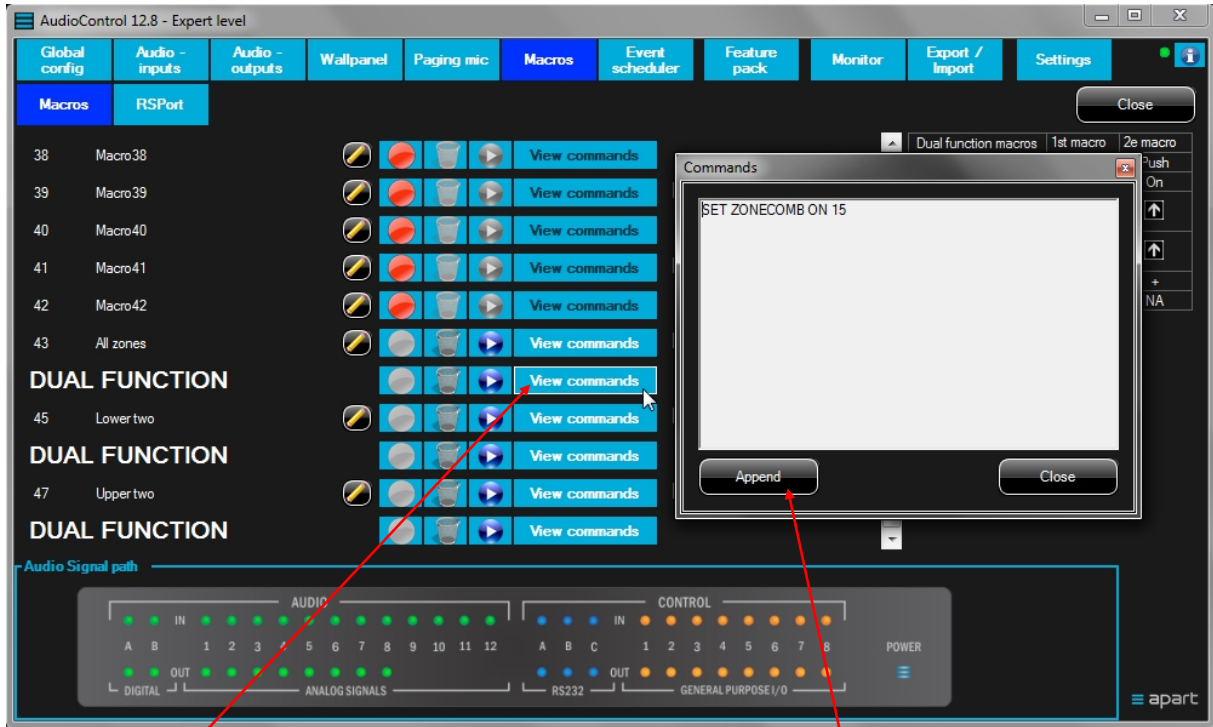 AudioControl 12.8 - Expert level
Global config
Audio - inputs
Audio - outputs
Wallpanel
Paging mic
Macros
Event scheduler
Feature pack
Monitor
Export / Import
Settings
Macros
RSPort
Close
Dual function macros 1st macro 2e macro
Push
On
+
NA
38 Macro38 View commands
39 Macro39 View commands
40 Macro40 View commands
41 Macro41 View commands
42 Macro42 View commands
43 All zones View commands
DUAL FUNCTION View commands
45 Lower two View commands
DUAL FUNCTION View commands
47 Upper two View commands
DUAL FUNCTION View commands
Commands
SET ZONECOMB ON 15
Append
Close
Audio Signal path
AUDIO CONTROL
IN IN
A B 1 2 3 4 5 6 7 8 9 10 11 12 A B C 1 2 3 4 5 6 7 8 POWER
OUT OUT
DIGITAL ANALOG SIGNALS RS232 GENERAL PURPOSE I/O
apart